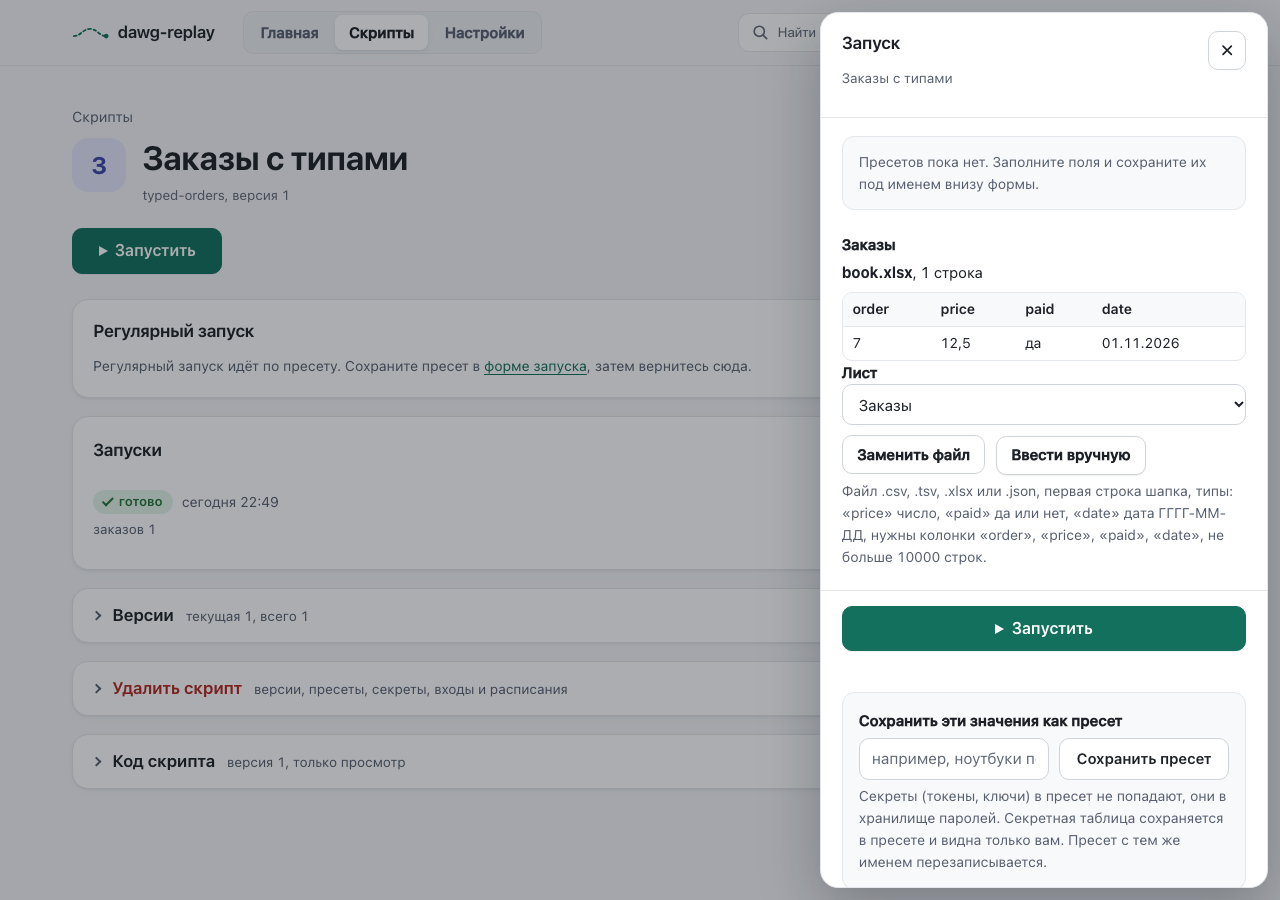 dawg-replay
Главная
Скрипты
Настройки
Найти
Скрипты
З
Заказы с типами
typed-orders, версия 1
Запустить
Регулярный запуск
Регулярный запуск идёт по пресету. Сохраните пресет в форме запуска, затем вернитесь сюда.
Запуски
готово сегодня 22:49
заказов 1
Версии текущая 1, всего 1
Удалить скрипт версии, пресеты, секреты, входы и расписания
Код скрипта версия 1, только просмотр
Запуск
Заказы с типами
Пресетов пока нет. Заполните поля и сохраните их
под именем внизу формы.
Заказы
book.xlsx, 1 строка
order price paid date
7 12,5 да 01.11.2026
Лист
Заказы
Заменить файл
Ввести вручную
Файл .csv, .tsv, .xlsx или .json, первая строка шапка, типы:
«price» число, «paid» да или нет, «date» дата ГГГГ-ММ-
ДД, нужны колонки «order», «price», «paid», «date», не
больше 10000 строк.
Запустить
Сохранить эти значения как пресет
например, ноутбуки п
Сохранить пресет
Секреты (токены, ключи) в пресет не попадают, они в
хранилище паролей. Секретная таблица сохраняется
в пресете и видна только вам. Пресет с тем же
именем перезаписывается.